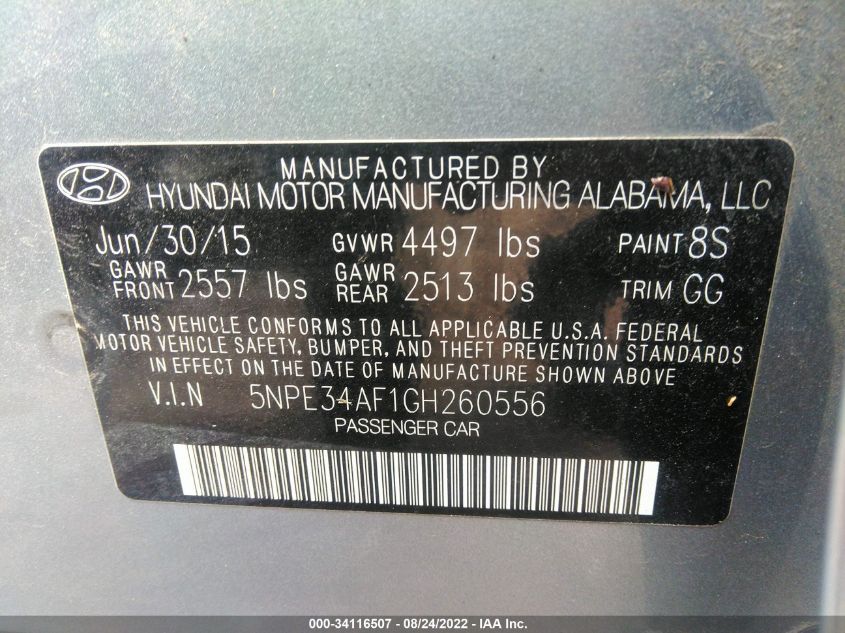 MANUFACTURED BY
HYUNDAI MOTOR MANUFACTURING ALABAMA, LLC
Jun/30/15 GVWR 4497 lbs PAINT 8S
GAWR FRONT 2557 lbs GAWR REAR 2513 lbs TRIM GG
THIS VEHICLE CONFORMS TO ALL APPLICABLE U.S.A. FEDERAL
MOTOR VEHICLE SAFETY, BUMPER, AND THEFT PREVENTION STANDARDS
IN EFFECT ON THE DATE OF MANUFACTURE SHOWN ABOVE.
V.I.N 5NPE34AF1GH260556
PASSENGER CAR
000-34116507 - 08/24/2022 - IAA Inc.